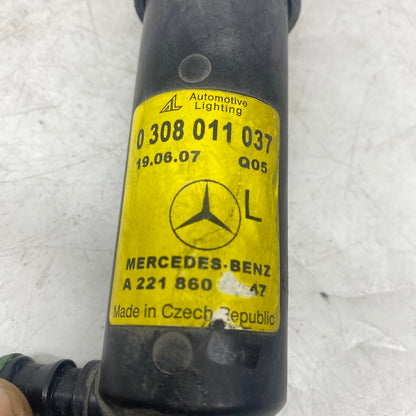 AL Automotive
Lighting
0 308 011 037
19.06.07 Q05
L
MERCEDES-BENZ
A 221 860 47
Made in Czech Republic